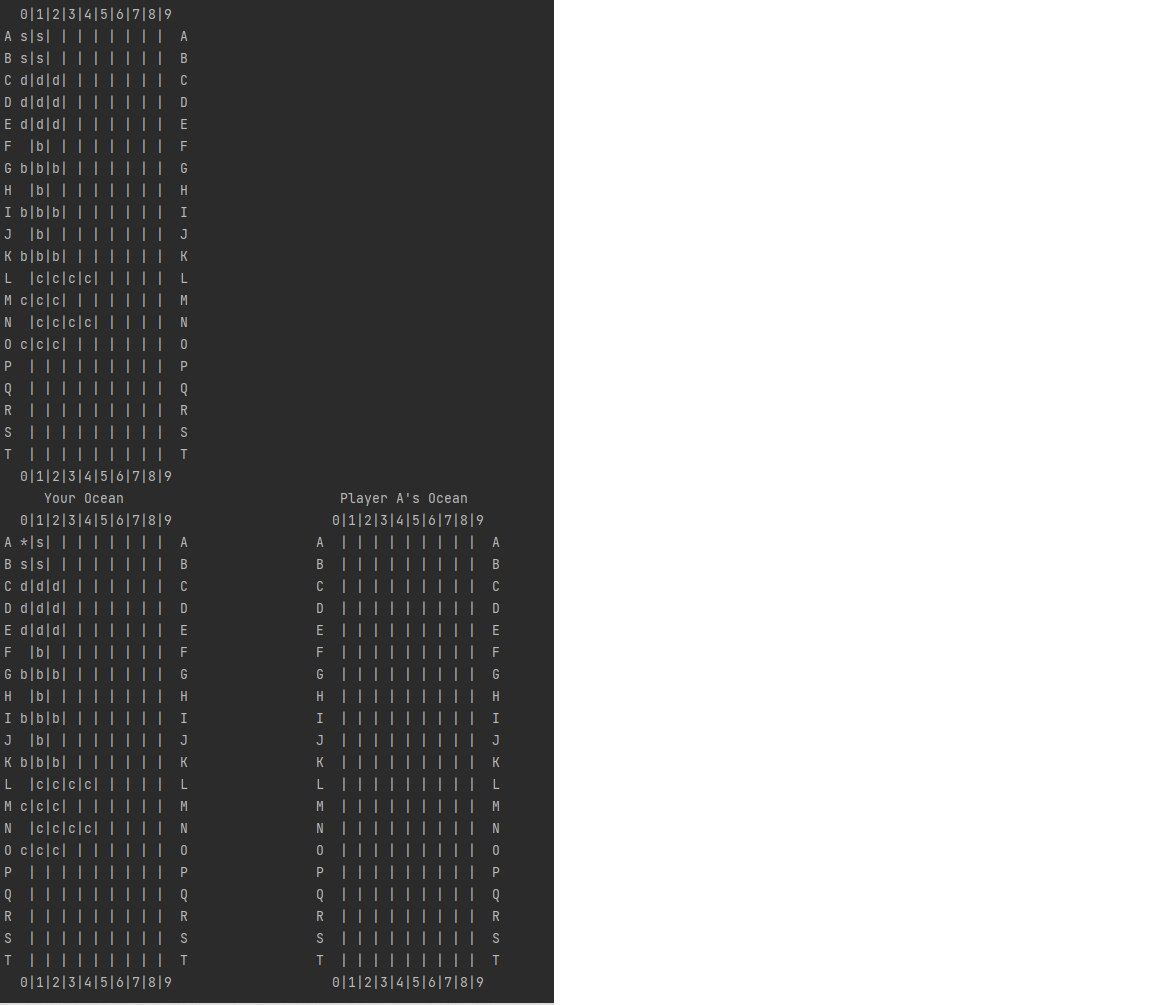 0|1|2|3|4|5|6|7|8|9
A s|s| | | | | | | |  A
B s|s| | | | | | | |  B
C d|d|d| | | | | | |  C
D d|d|d| | | | | | |  D
E d|d|d| | | | | | |  E
F  |b| | | | | | | |  F
G b|b|b| | | | | | |  G
H  |b| | | | | | | |  H
I b|b|b| | | | | | |  I
J  |b| | | | | | | |  J
K b|b|b| | | | | | |  K
L  |c|c|c|c| | | | |  L
M c|c|c| | | | | | |  M
N  |c|c|c|c| | | | |  N
O c|c|c| | | | | | |  O
P  | | | | | | | | |  P
Q  | | | | | | | | |  Q
R  | | | | | | | | |  R
S  | | | | | | | | |  S
T  | | | | | | | | |  T
  0|1|2|3|4|5|6|7|8|9
     Your Ocean                           Player A's Ocean
  0|1|2|3|4|5|6|7|8|9                    0|1|2|3|4|5|6|7|8|9
A *|s| | | | | | | |  A                A  | | | | | | | | |  A
B s|s| | | | | | | |  B                B  | | | | | | | | |  B
C d|d|d| | | | | | |  C                C  | | | | | | | | |  C
D d|d|d| | | | | | |  D                D  | | | | | | | | |  D
E d|d|d| | | | | | |  E                E  | | | | | | | | |  E
F  |b| | | | | | | |  F                F  | | | | | | | | |  F
G b|b|b| | | | | | |  G                G  | | | | | | | | |  G
H  |b| | | | | | | |  H                H  | | | | | | | | |  H
I b|b|b| | | | | | |  I                I  | | | | | | | | |  I
J  |b| | | | | | | |  J                J  | | | | | | | | |  J
K b|b|b| | | | | | |  K                K  | | | | | | | | |  K
L  |c|c|c|c| | | | |  L                L  | | | | | | | | |  L
M c|c|c| | | | | | |  M                M  | | | | | | | | |  M
N  |c|c|c|c| | | | |  N                N  | | | | | | | | |  N
O c|c|c| | | | | | |  O                O  | | | | | | | | |  O
P  | | | | | | | | |  P                P  | | | | | | | | |  P
Q  | | | | | | | | |  Q                Q  | | | | | | | | |  Q
R  | | | | | | | | |  R                R  | | | | | | | | |  R
S  | | | | | | | | |  S                S  | | | | | | | | |  S
T  | | | | | | | | |  T                T  | | | | | | | | |  T
  0|1|2|3|4|5|6|7|8|9                    0|1|2|3|4|5|6|7|8|9